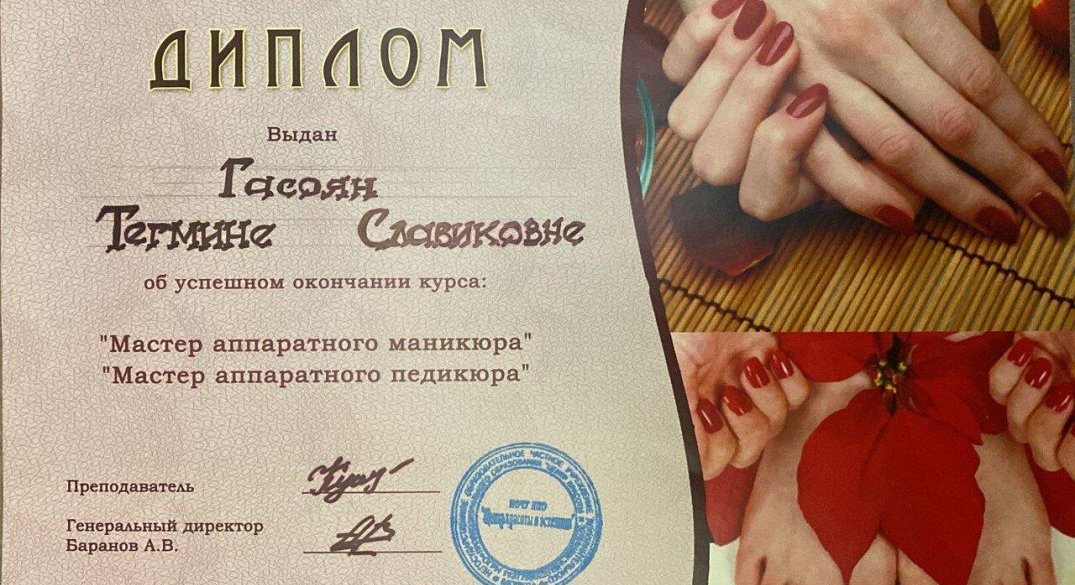 ДИПЛОМ
Выдан
Гасоян
Тегмине Славиковне
об успешном окончании курса:
"Мастер аппаратного маникюра"
"Мастер аппаратного педикюра"
Преподаватель
Генеральный директор
Баранов А.В.